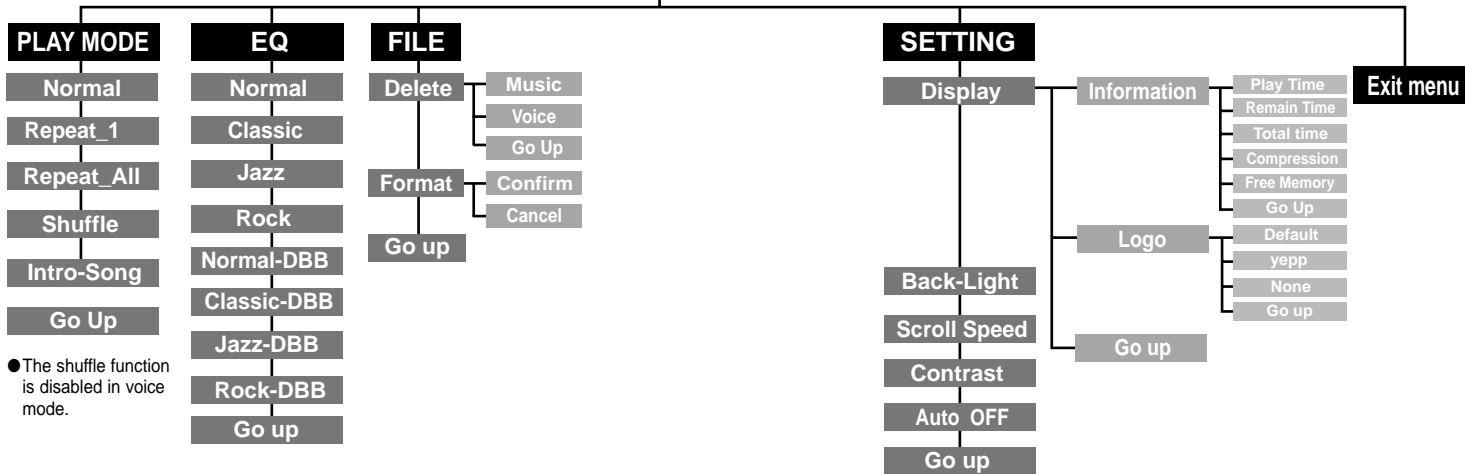 PLAY MODE
Normal
Repeat_1
Repeat_All
Shuffle
Intro-Song
Go Up
●The shuffle function
is disabled in voice
mode.
EQ
Normal
Classic
Jazz
Rock
Normal-DBB
Classic-DBB
Jazz-DBB
Rock-DBB
Go up
FILE
Delete
Music
Voice
Go Up
Format
Confirm
Cancel
Go up
SETTING
Display
Information
Play Time
Remain Time
Total time
Compression
Free Memory
Go Up
Logo
Default
yepp
None
Go up
Go up
Back-Light
Scroll Speed
Contrast
Auto OFF
Go up
Exit menu